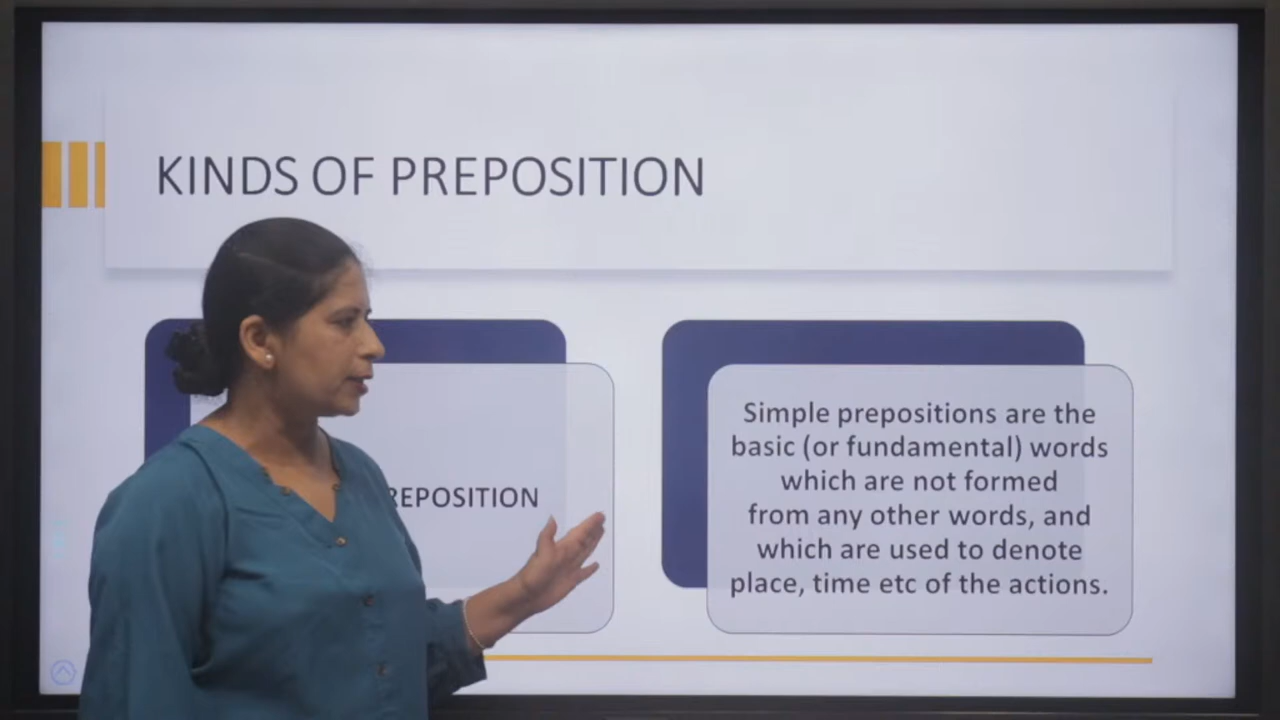 KINDS OF PREPOSITION
REPOSITION
Simple prepositions are the
basic (or fundamental) words
which are not formed
from any other words, and
which are used to denote
place, time etc of the actions.